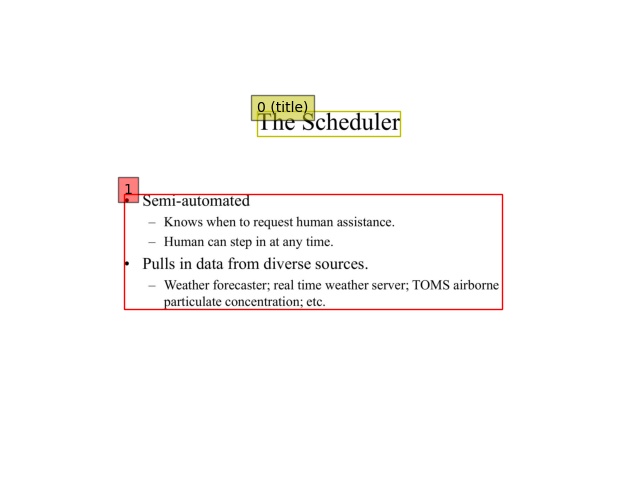 0 (title)
The Scheduler
1
• Semi-automated
– Knows when to request human assistance.
– Human can step in at any time.
• Pulls in data from diverse sources.
– Weather forecaster; real time weather server; TOMS airborne
particulate concentration; etc.